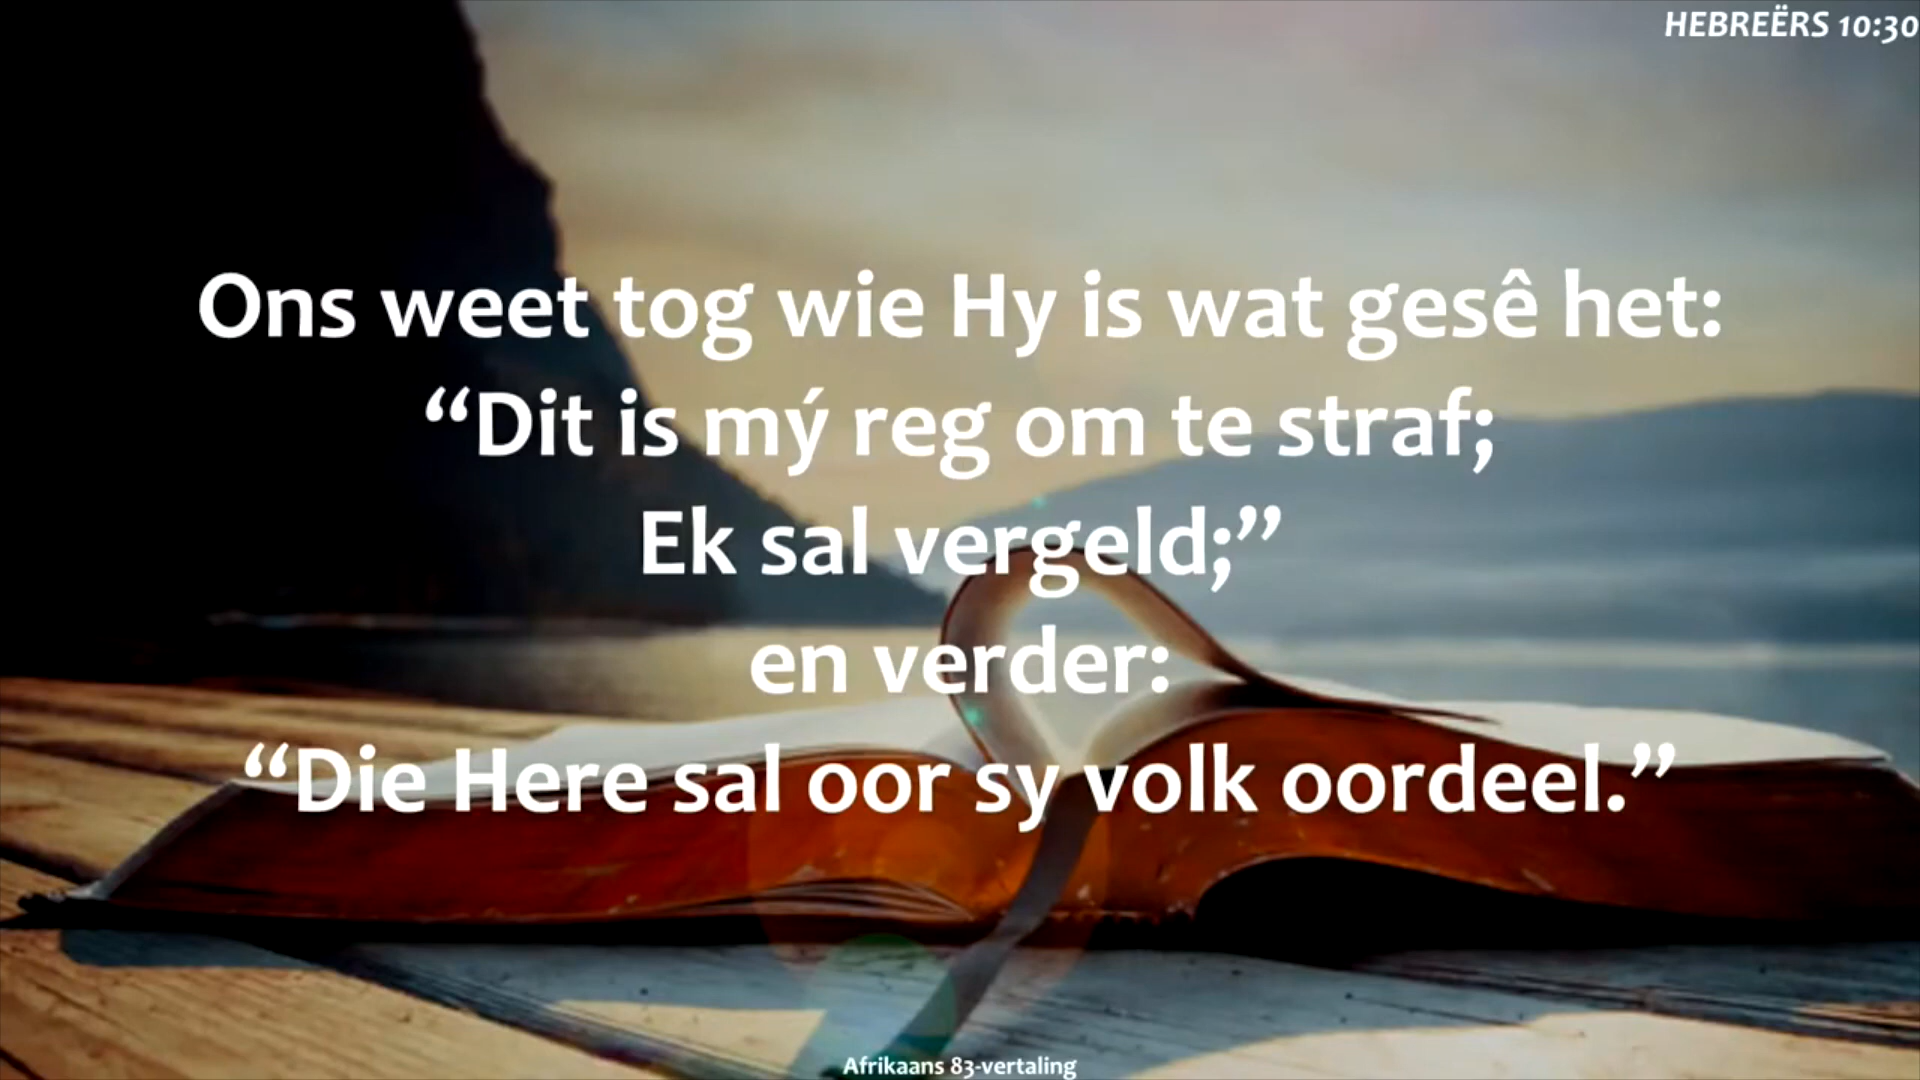 HEBREËRS 10:30
Ons weet tog wie Hy is wat gesê het:
“Dit is mý reg om te straf;
Ek sal vergeld;”
en verder:
“Die Here sal oor sy volk oordeel.”
Afrikaans 83-vertaling